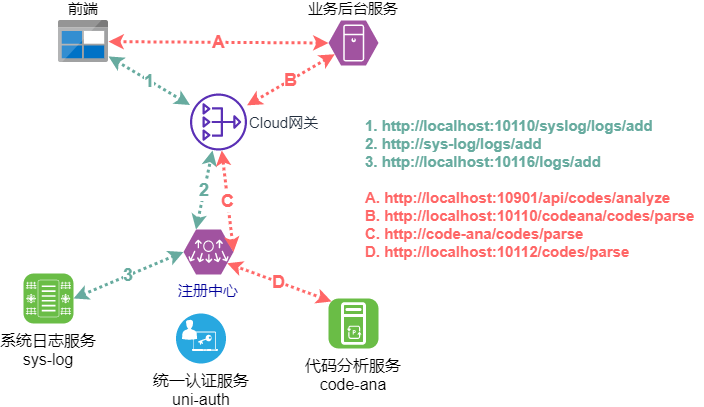 前端
业务后台服务
A
1
B
Cloud网关
1. http://localhost:10110/syslog/logs/add
2. http://sys-log/logs/add
3. http://localhost:10116/logs/add
2
C
A. http://localhost:10901/api/codes/analyze
B. http://localhost:10110/codeana/codes/parse
C. http://code-ana/codes/parse
D. http://localhost:10112/codes/parse
3
D
注册中心
P
系统日志服务
sys-log
统一认证服务
uni-auth
代码分析服务
code-ana